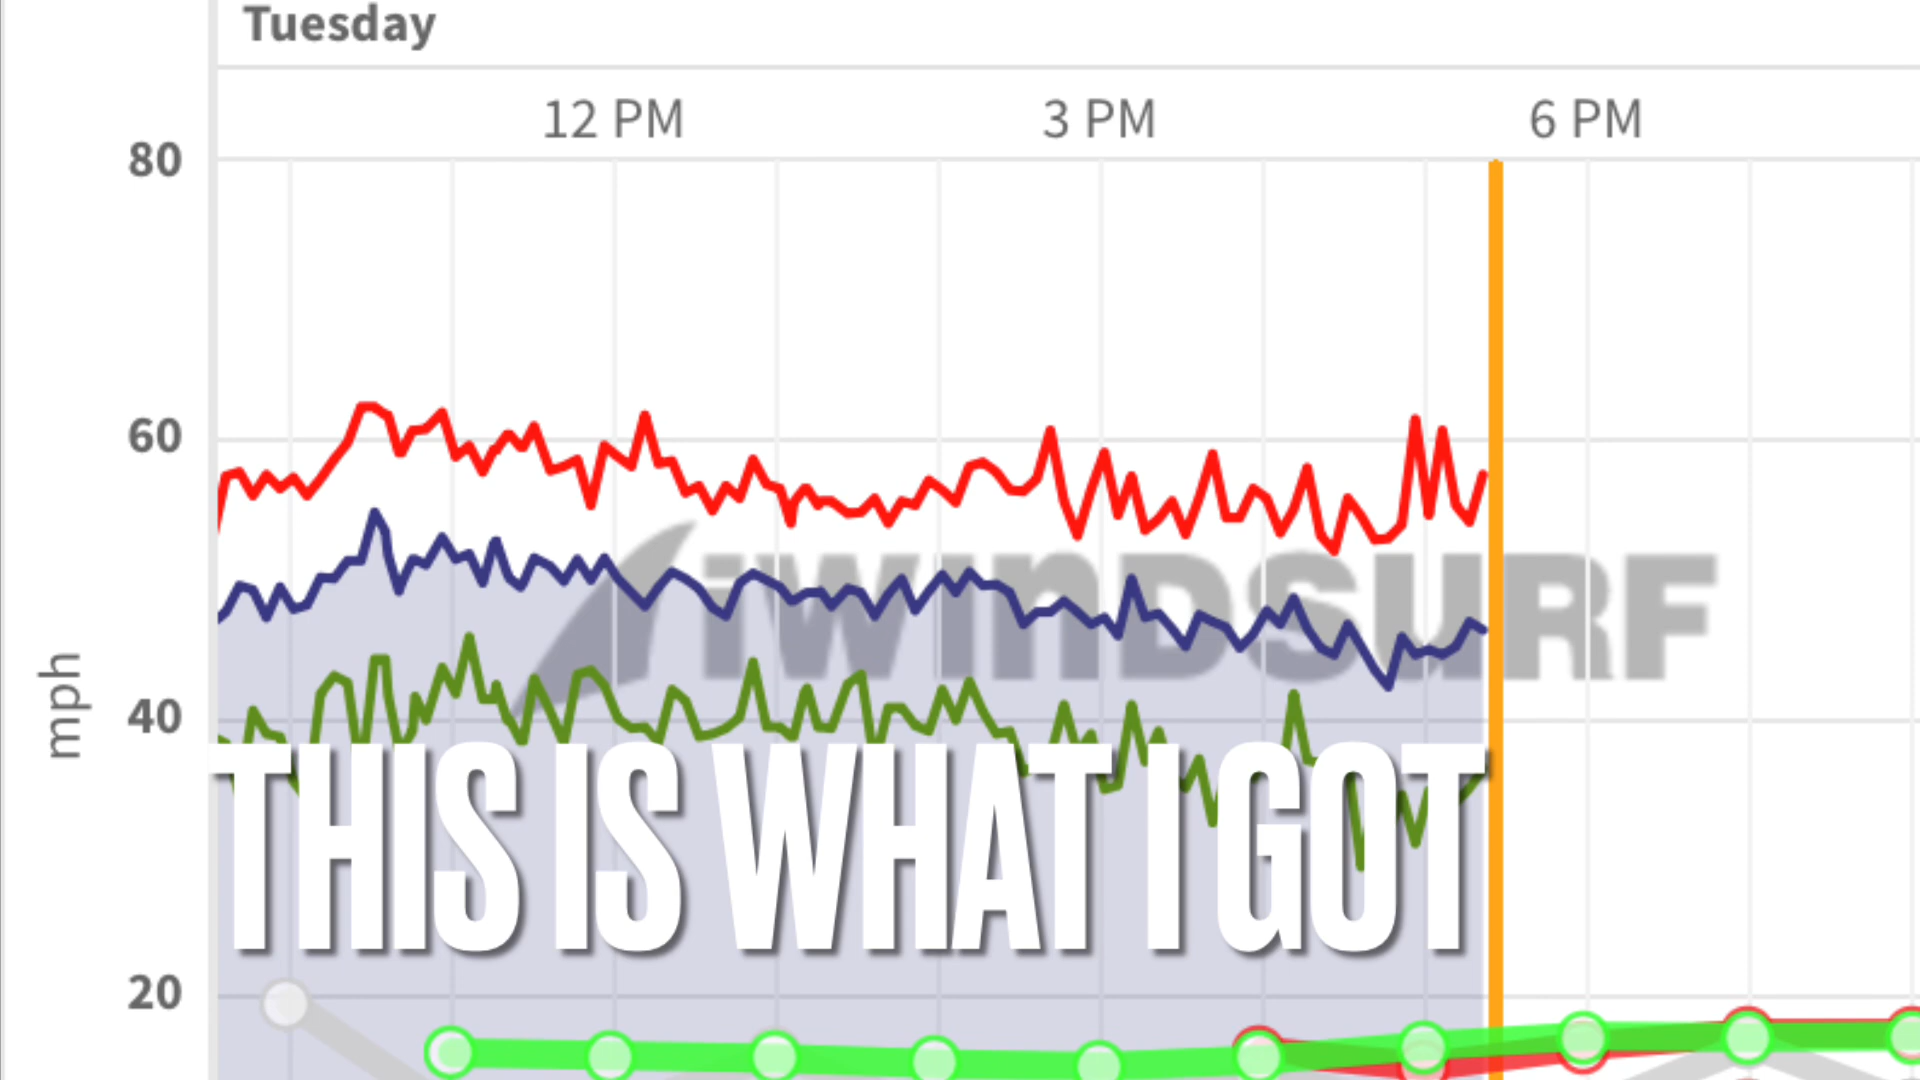 Tuesday
12 PM 3 PM 6 PM
80
60
iWINDSURF
mph
40
THIS IS WHAT I GOT
20